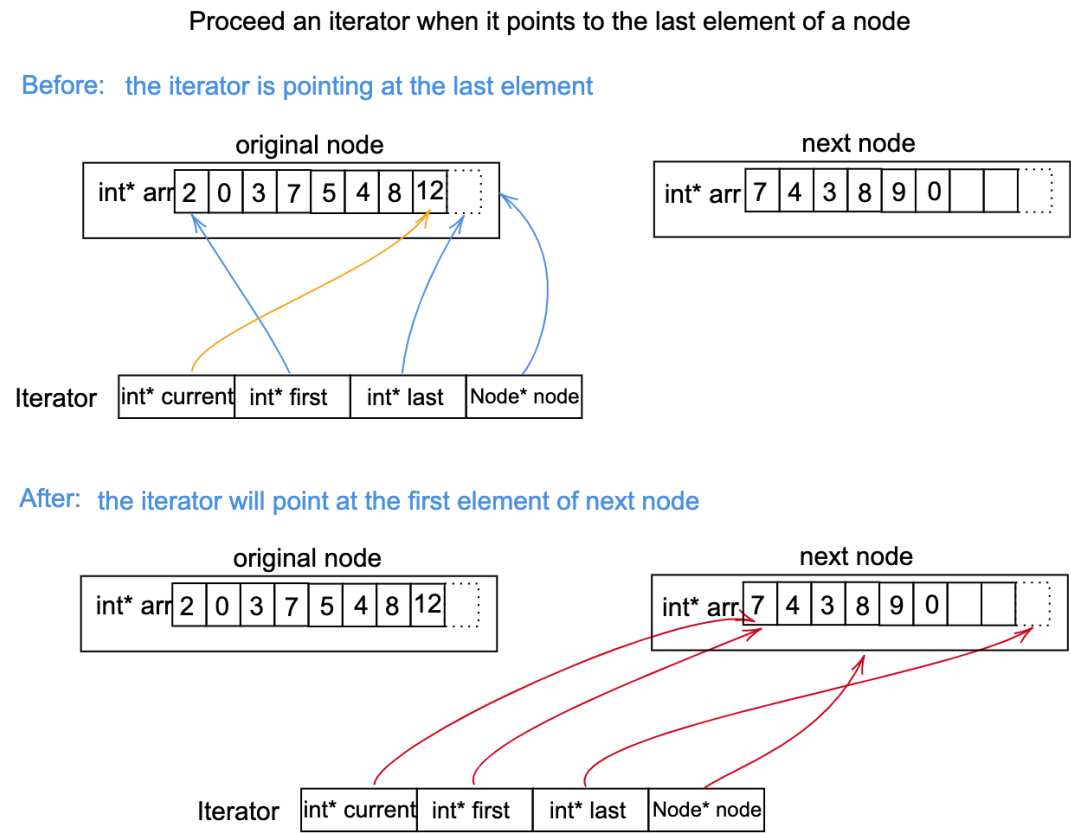 Proceed an iterator when it points to the last element of a node
Before: the iterator is pointing at the last element
original node
next node
int* arr 2 0 3 7 5 4 8 12
int* arr 7 4 3 8 9 0
Iterator int* current int* first int* last Node* node
After: the iterator will point at the first element of next node
original node
next node
int* arr 2 0 3 7 5 4 8 12
int* arr 7 4 3 8 9 0
Iterator int* current int* first int* last Node* node